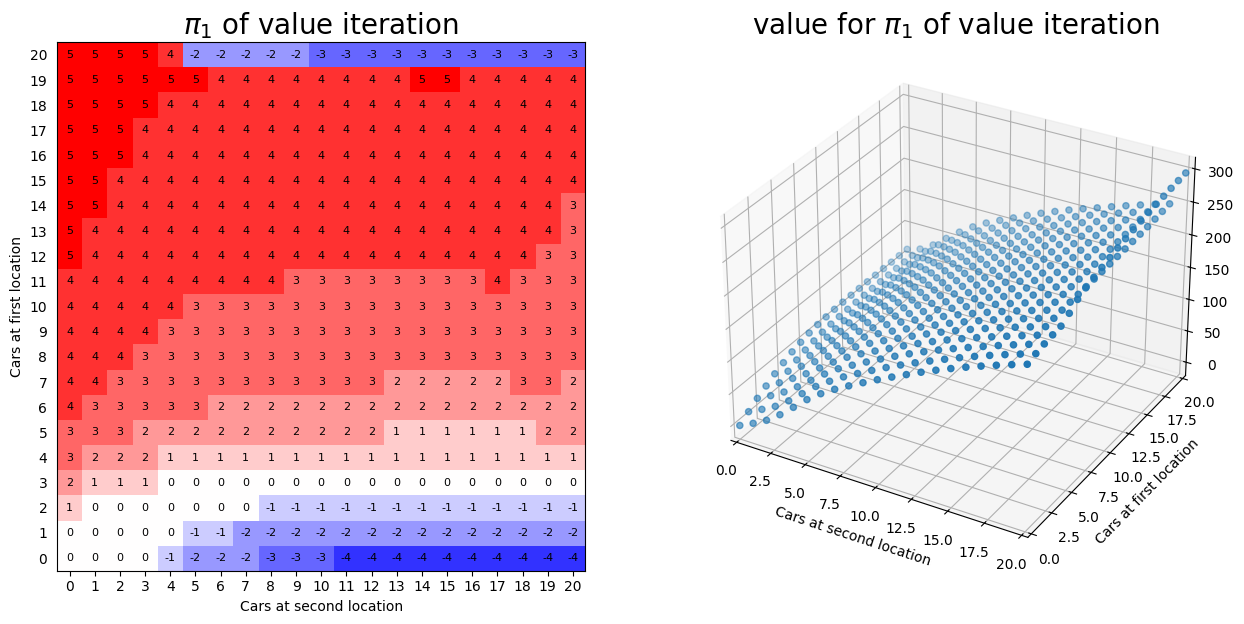 π₁ of value iteration
20 5 5 5 5 4 -2 -2 -2 -2 -2 -3 -3 -3 -3 -3 -3 -3 -3 -3 -3 -3
19 5 5 5 5 5 5 4 4 4 4 4 4 4 4 5 5 4 4 4 4 4
18 5 5 5 5 4 4 4 4 4 4 4 4 4 4 4 4 4 4 4 4 4
17 5 5 5 4 4 4 4 4 4 4 4 4 4 4 4 4 4 4 4 4 4
16 5 5 5 4 4 4 4 4 4 4 4 4 4 4 4 4 4 4 4 4 4
15 5 5 4 4 4 4 4 4 4 4 4 4 4 4 4 4 4 4 4 4 4
14 5 5 4 4 4 4 4 4 4 4 4 4 4 4 4 4 4 4 4 4 3
13 5 4 4 4 4 4 4 4 4 4 4 4 4 4 4 4 4 4 4 4 3
12 5 4 4 4 4 4 4 4 4 4 4 4 4 4 4 4 4 4 4 3 3
11 4 4 4 4 4 4 4 4 4 3 3 3 3 3 3 3 3 4 3 3 3
10 4 4 4 4 4 3 3 3 3 3 3 3 3 3 3 3 3 3 3 3 3
9 4 4 4 4 3 3 3 3 3 3 3 3 3 3 3 3 3 3 3 3 3
8 4 4 4 3 3 3 3 3 3 3 3 3 3 3 3 3 3 3 3 3 3
7 4 4 3 3 3 3 3 3 3 3 3 3 3 2 2 2 2 2 3 3 2
6 4 3 3 3 3 3 2 2 2 2 2 2 2 2 2 2 2 2 2 2 2
5 3 3 3 2 2 2 2 2 2 2 2 2 2 1 1 1 1 1 1 2 2
4 3 2 2 2 1 1 1 1 1 1 1 1 1 1 1 1 1 1 1 1 1
3 2 1 1 1 0 0 0 0 0 0 0 0 0 0 0 0 0 0 0 0 0
2 1 0 0 0 0 0 0 0 -1 -1 -1 -1 -1 -1 -1 -1 -1 -1 -1 -1 -1
1 0 0 0 0 0 -1 -1 -2 -2 -2 -2 -2 -2 -2 -2 -2 -2 -2 -2 -2 -2
0 0 0 0 0 -1 -2 -2 -2 -3 -3 -3 -4 -4 -4 -4 -4 -4 -4 -4 -4 -4
0 1 2 3 4 5 6 7 8 9 10 11 12 13 14 15 16 17 18 19 20
Cars at second location
Cars at first location
value for π₁ of value iteration
300
250
200
150
100
50
0
0.0 2.5 5.0 7.5 10.0 12.5 15.0 17.5 20.0
Cars at second location
0.0 2.5 5.0 7.5 10.0 12.5 15.0 17.5 20.0
Cars at first location